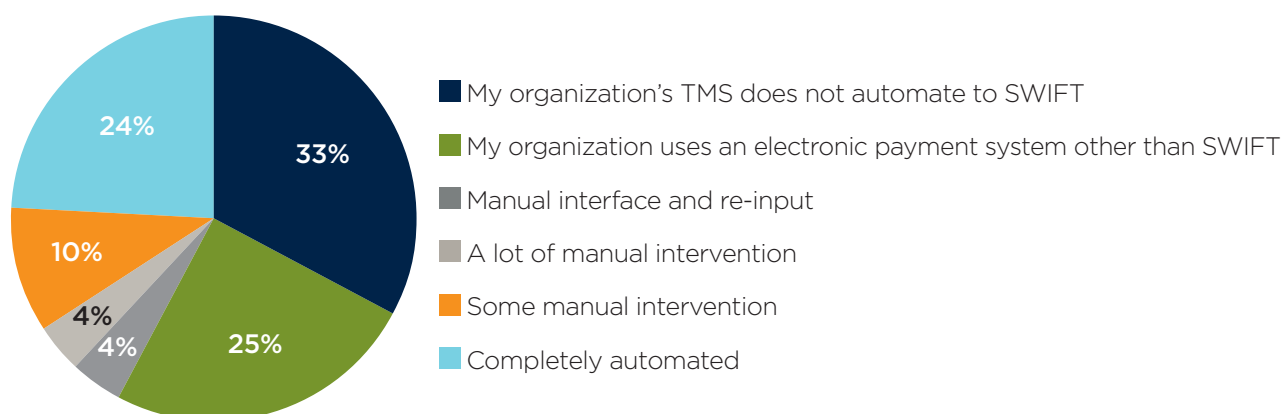 24%
33%
10%
4%
4%
25%
My organization’s TMS does not automate to SWIFT
My organization uses an electronic payment system other than SWIFT
Manual interface and re-input
A lot of manual intervention
Some manual intervention
Completely automated